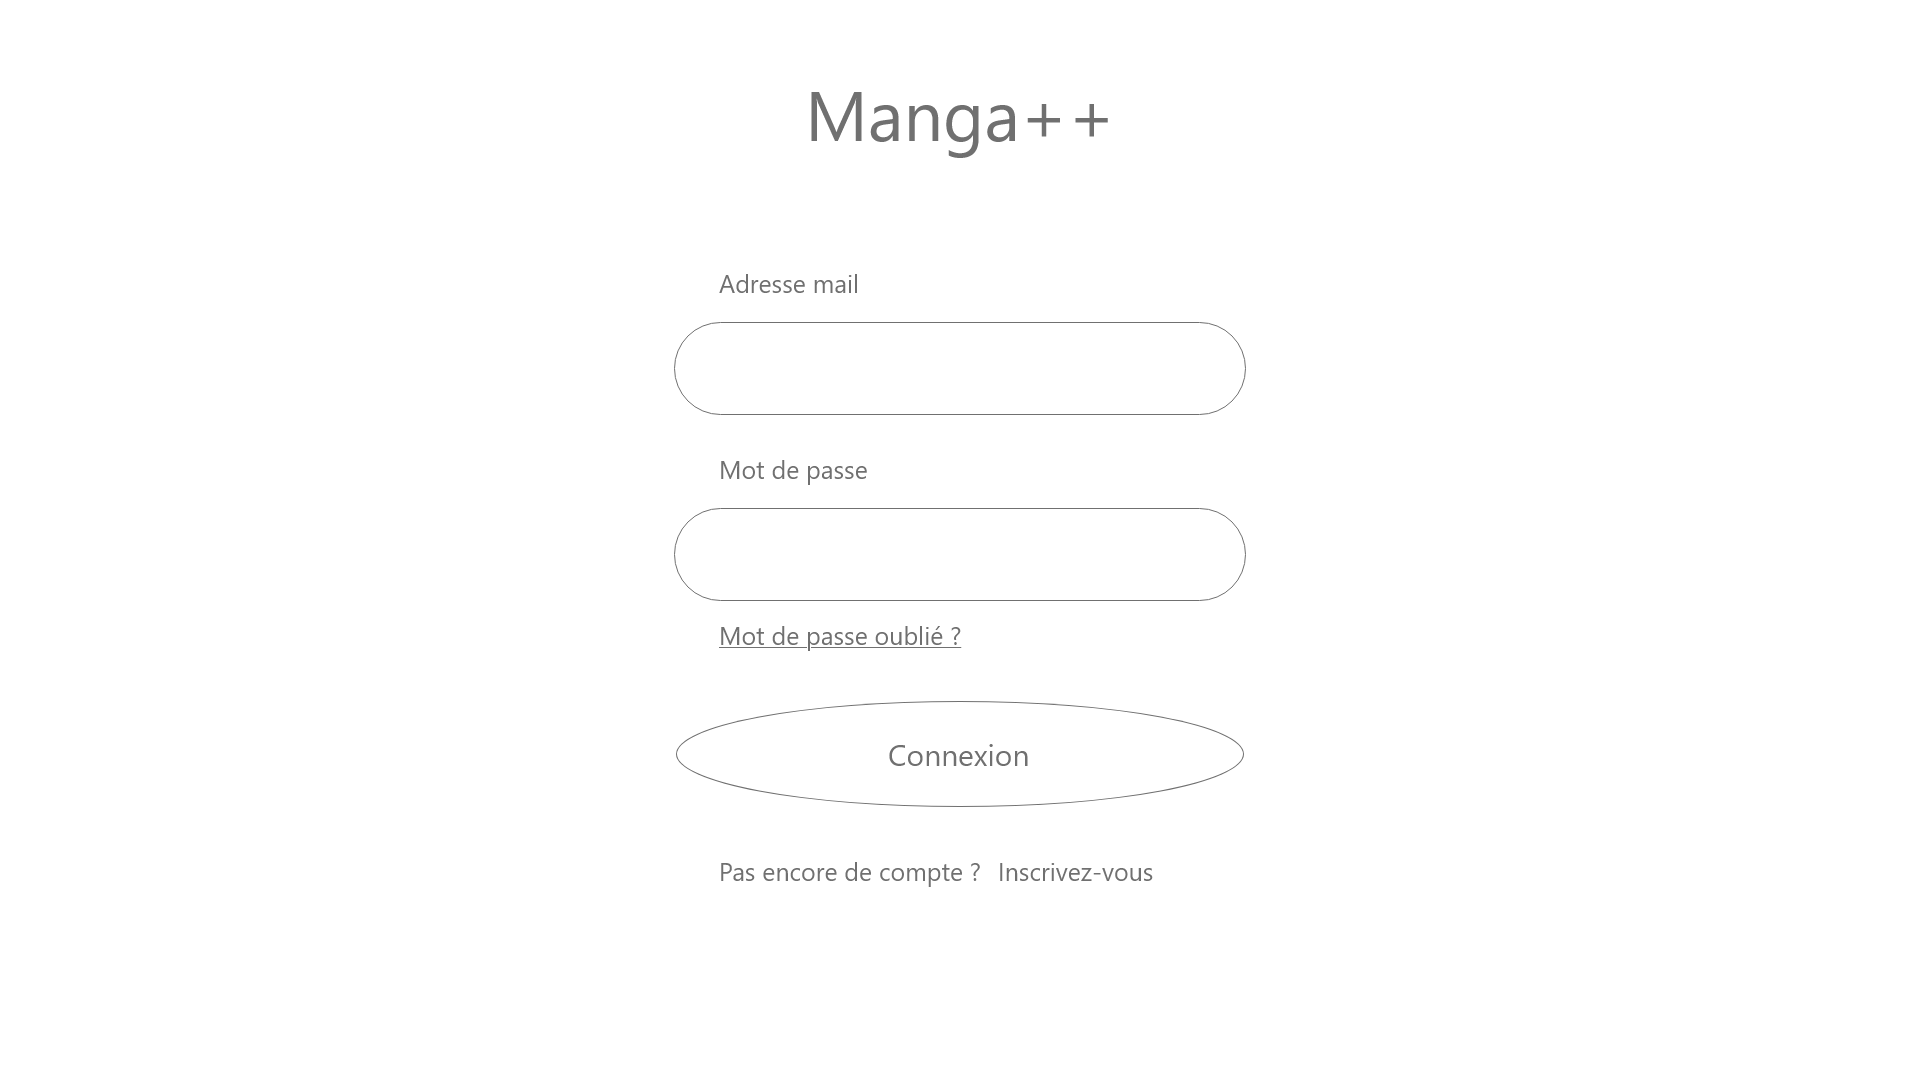 Manga++
Adresse mail
Mot de passe
Mot de passe oublié ?
Connexion
Pas encore de compte ? Inscrivez-vous